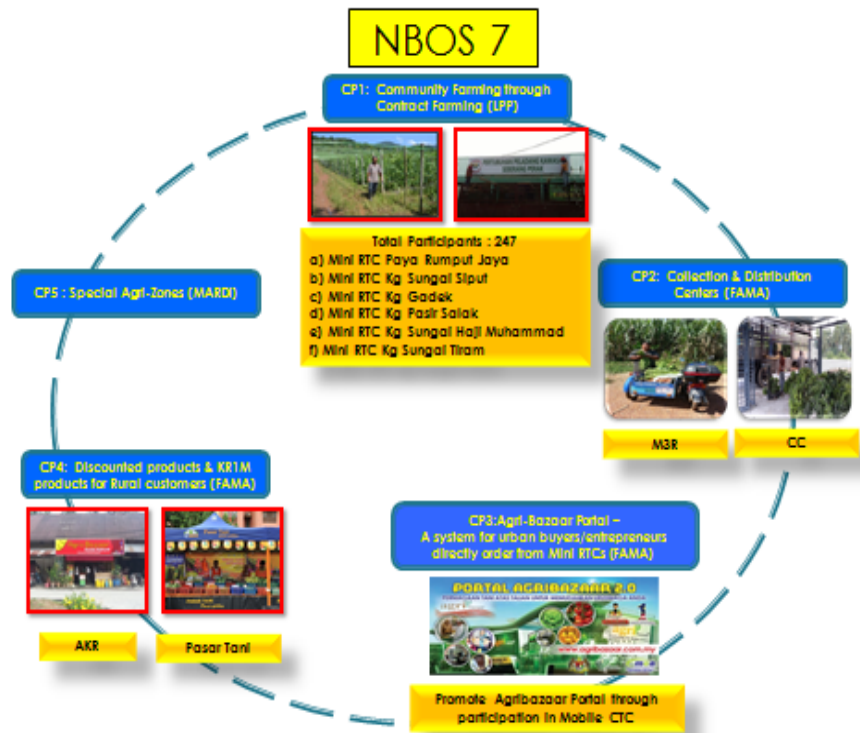 NBOS 7
CP1: Community Farming through
Contract Farming (LPP)
Total Participants : 247
a) Mini RTC Paya Rumput Jaya
b) Mini RTC Kg Sungai Siput
c) Mini RTC Kg Gadek
d) Mini RTC Kg Pasir Salak
e) Mini RTC Kg Sungai Haji Muhammad
f) Mini RTC Kg Sungai Tiram
CP2: Collection & Distribution
Centers (FAMA)
M3R
CC
CP3:Agri-Bazaar Portal –
A system for urban buyers/entrepreneurs
directly order from Mini RTCs (FAMA)
PORTAL AGRIBAZAAR 2.0
www.agribazaar.com.my
Promote Agribazaar Portal through
participation in Mobile CTC
CP4: Discounted products & KR1M
products for Rural customers (FAMA)
AKR
Pasar Tani
CP5 : Special Agri-Zones (MARDI)